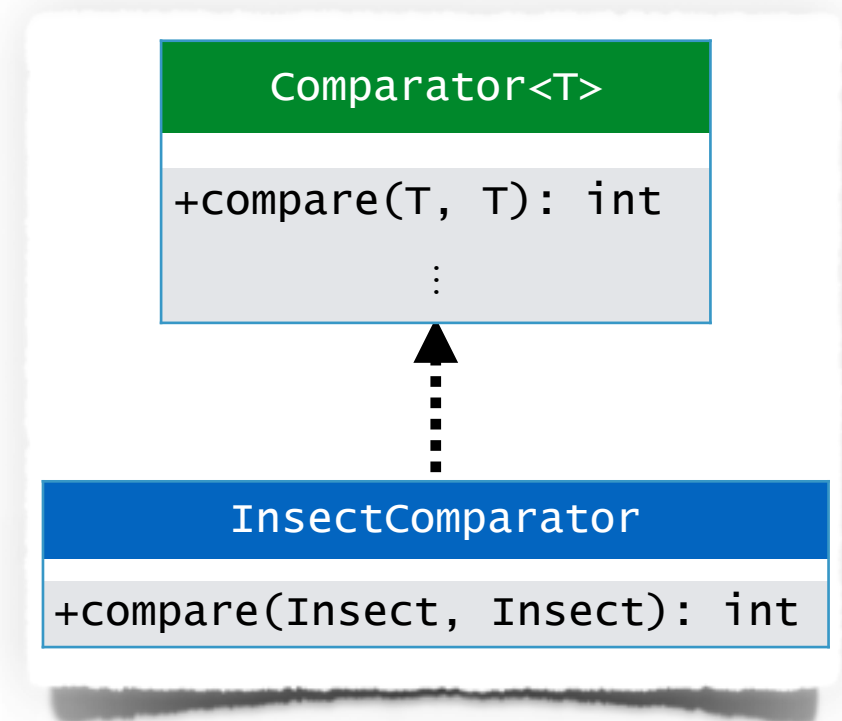 Comparator<T>
+compare(T, T): int
⋮
InsectComparator
+compare(Insect, Insect): int